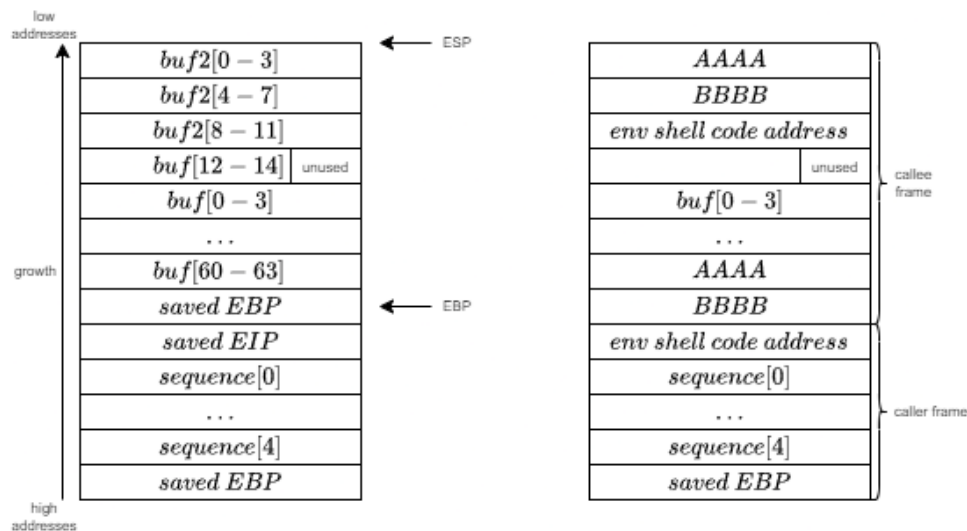 low
addresses
ESP
buf2[0 − 3]
AAAA
buf2[4 − 7]
BBBB
buf2[8 − 11]
env shell code address
buf[12 − 14]
unused
unused
callee
frame
buf[0 − 3]
buf[0 − 3]
...
...
growth
buf[60 − 63]
AAAA
saved EBP
EBP
BBBB
saved EIP
env shell code address
sequence[0]
sequence[0]
...
...
caller frame
sequence[4]
sequence[4]
saved EBP
saved EBP
high
addresses